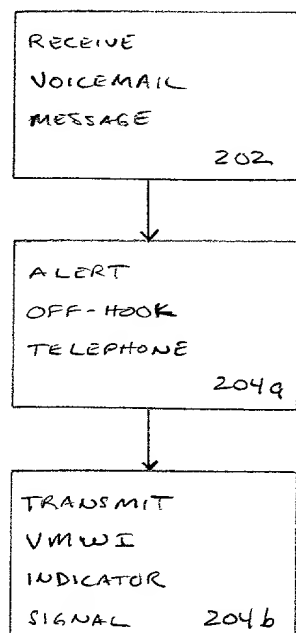 RECEIVE
VOICEMAIL
MESSAGE
202
ALERT
OFF-HOOK
TELEPHONE
204a
TRANSMIT
VMWI
INDICATOR
SIGNAL 204b